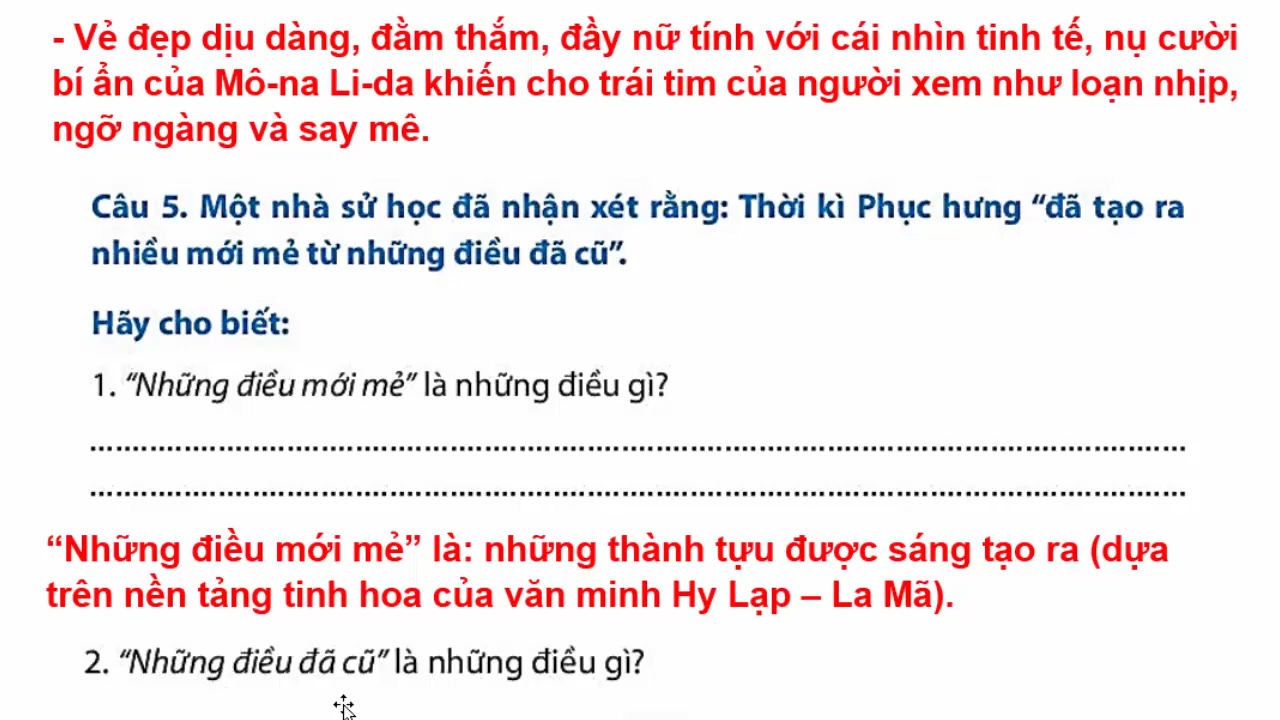 - Vẻ đẹp dịu dàng, đằm thắm, đầy nữ tính với cái nhìn tinh tế, nụ cười
bí ẩn của Mô-na Li-da khiến cho trái tim của người xem như loạn nhịp,
ngỡ ngàng và say mê.
Câu 5. Một nhà sử học đã nhận xét rằng: Thời kì Phục hưng “đã tạo ra
nhiều mới mẻ từ những điều đã cũ”.
Hãy cho biết:
1. “Những điều mới mẻ” là những điều gì?
“Những điều mới mẻ” là: những thành tựu được sáng tạo ra (dựa
trên nền tảng tinh hoa của văn minh Hy Lạp – La Mã).
2. “Những điều đã cũ” là những điều gì?